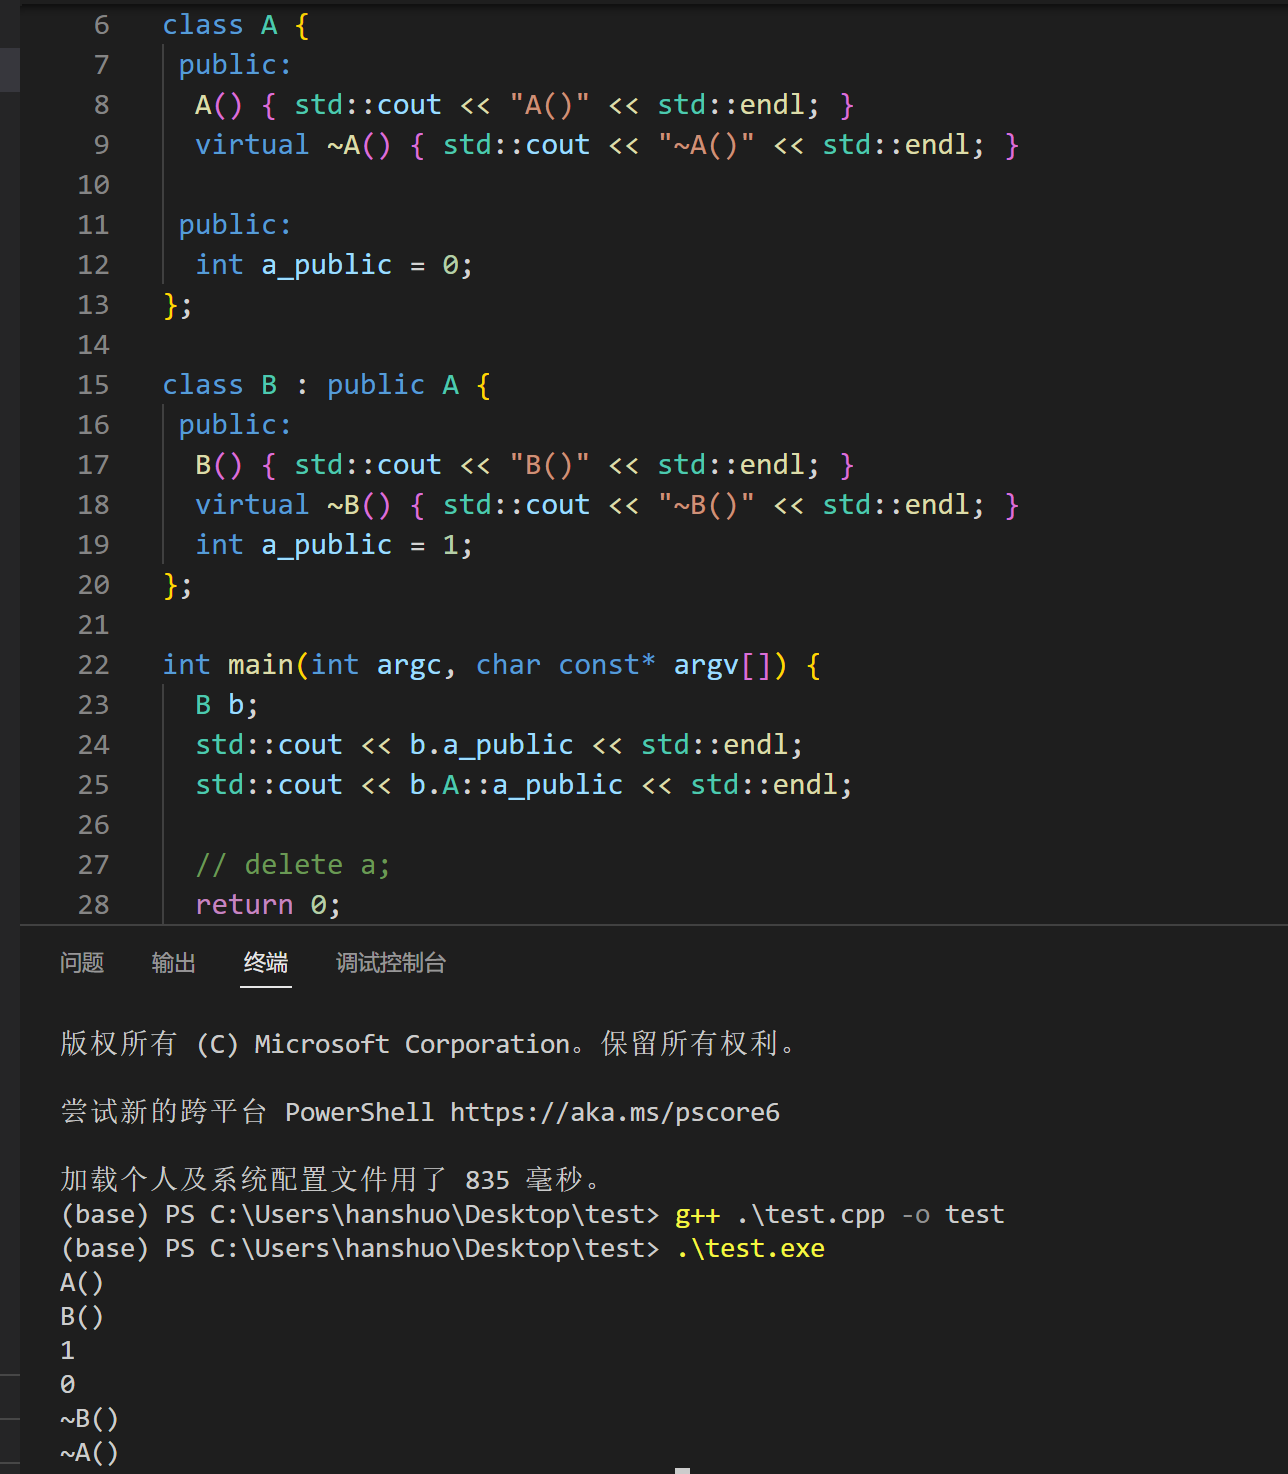 6 class A {
7 public:
8 A() { std::cout << "A()" << std::endl; }
9 virtual ~A() { std::cout << "~A()" << std::endl; }
10
11 public:
12 int a_public = 0;
13 };
14
15 class B : public A {
16 public:
17 B() { std::cout << "B()" << std::endl; }
18 virtual ~B() { std::cout << "~B()" << std::endl; }
19 int a_public = 1;
20 };
21
22 int main(int argc, char const* argv[]) {
23 B b;
24 std::cout << b.a_public << std::endl;
25 std::cout << b.A::a_public << std::endl;
26
27 // delete a;
28 return 0;
问题 输出 终端 调试控制台
版权所有 (C) Microsoft Corporation。保留所有权利。
尝试新的跨平台 PowerShell https://aka.ms/pscore6
加载个人及系统配置文件用了 835 毫秒。
(base) PS C:\Users\hanshuo\Desktop\test> g++ .\test.cpp -o test
(base) PS C:\Users\hanshuo\Desktop\test> .\test.exe
A()
B()
1
0
~B()
~A()